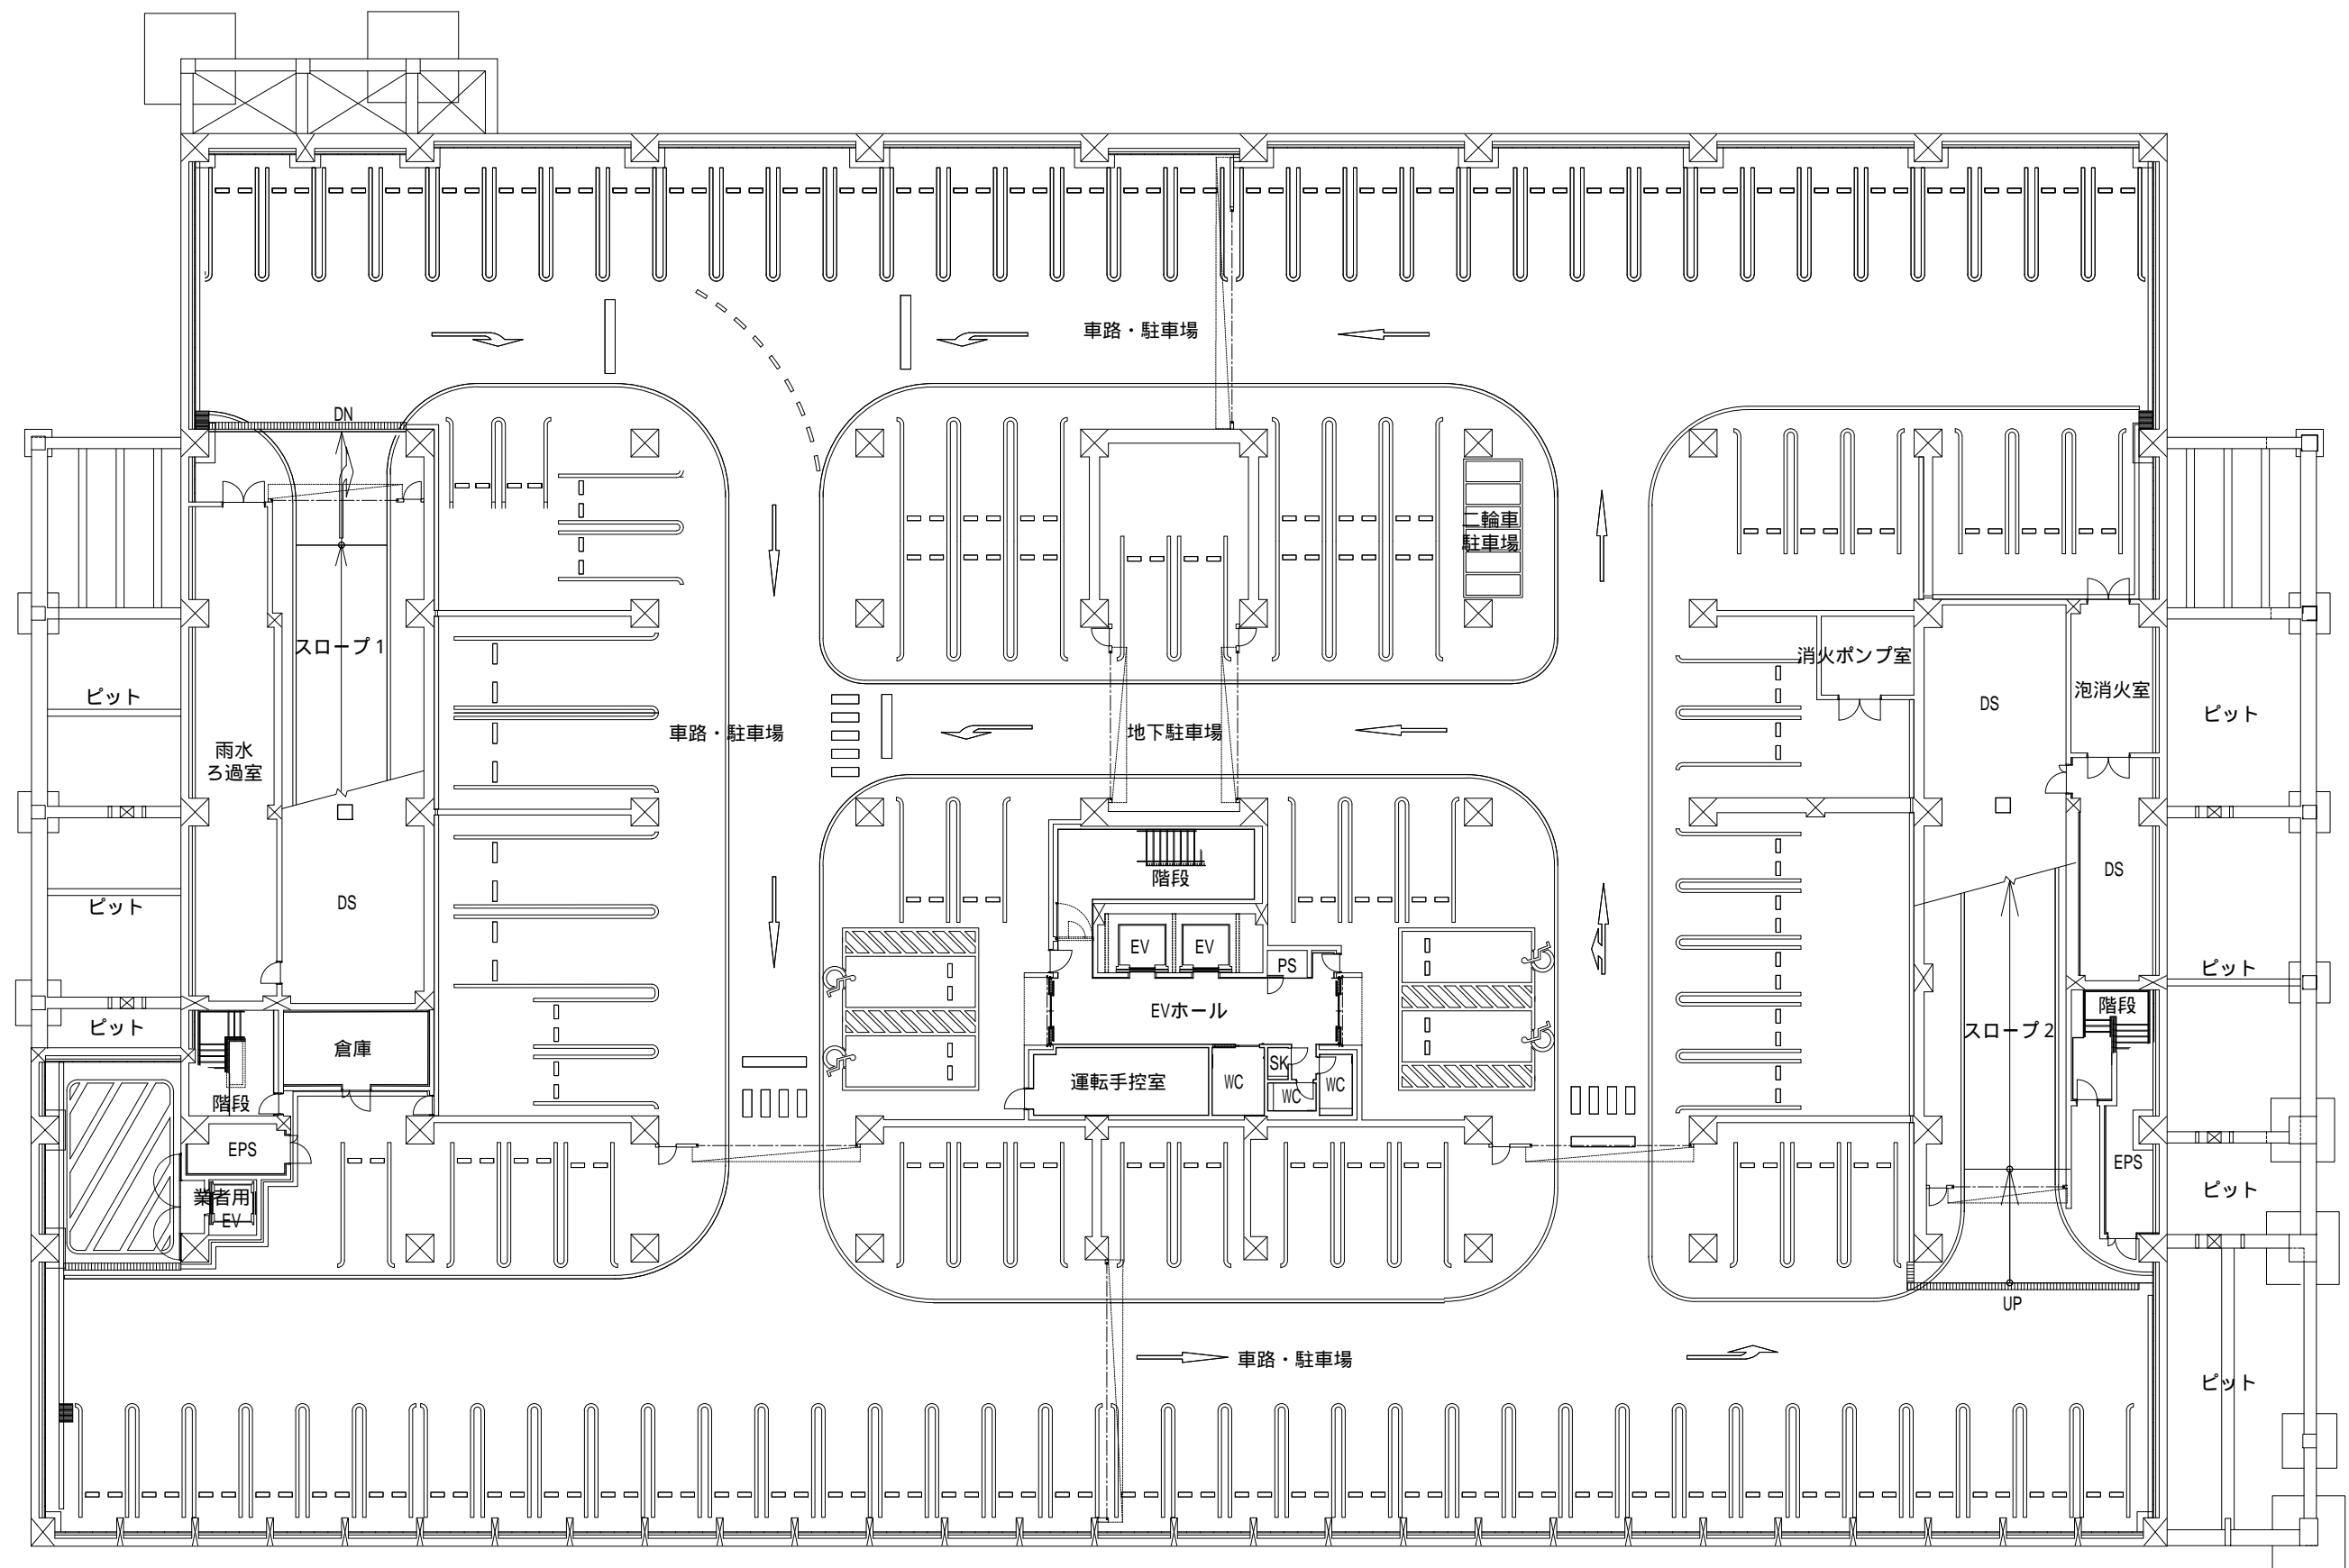 車路・駐車場
DN
二輪車
駐車場
スロープ1
消火ポンプ室
泡消火室
ピット
DS
ピット
車路・駐車場
地下駐車場
雨水
ろ過室
階段
DS
DS
ピット
EV
EV
PS
ピット
EVホール
階段
ピット
スロープ2
倉庫
SK
運転手控室
WC
WC
WC
階段
EPS
EPS
ピット
業者用
EV
UP
車路・駐車場
ピット